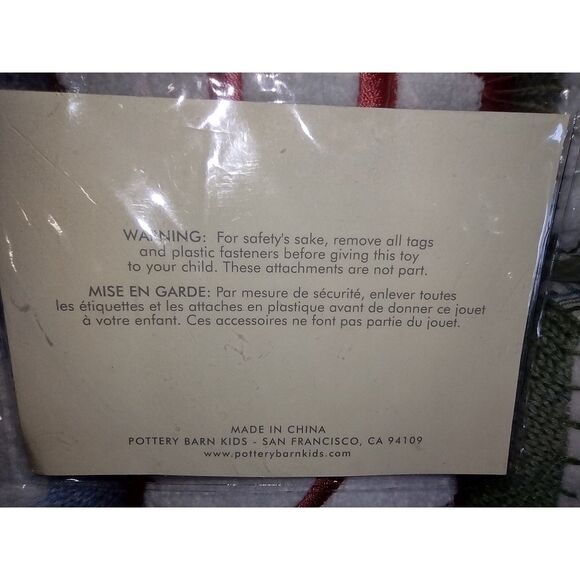 WARNING: For safety's sake, remove all tags
and plastic fasteners before giving this toy
to your child. These attachments are not part.
MISE EN GARDE: Par mesure de sécurité, enlever toutes
les étiquettes et les attaches en plastique avant de donner ce jouet
à votre enfant. Ces accessoires ne font pas partie du jouet.
MADE IN CHINA
POTTERY BARN KIDS - SAN FRANCISCO, CA 94109
www.potterybarnkids.com